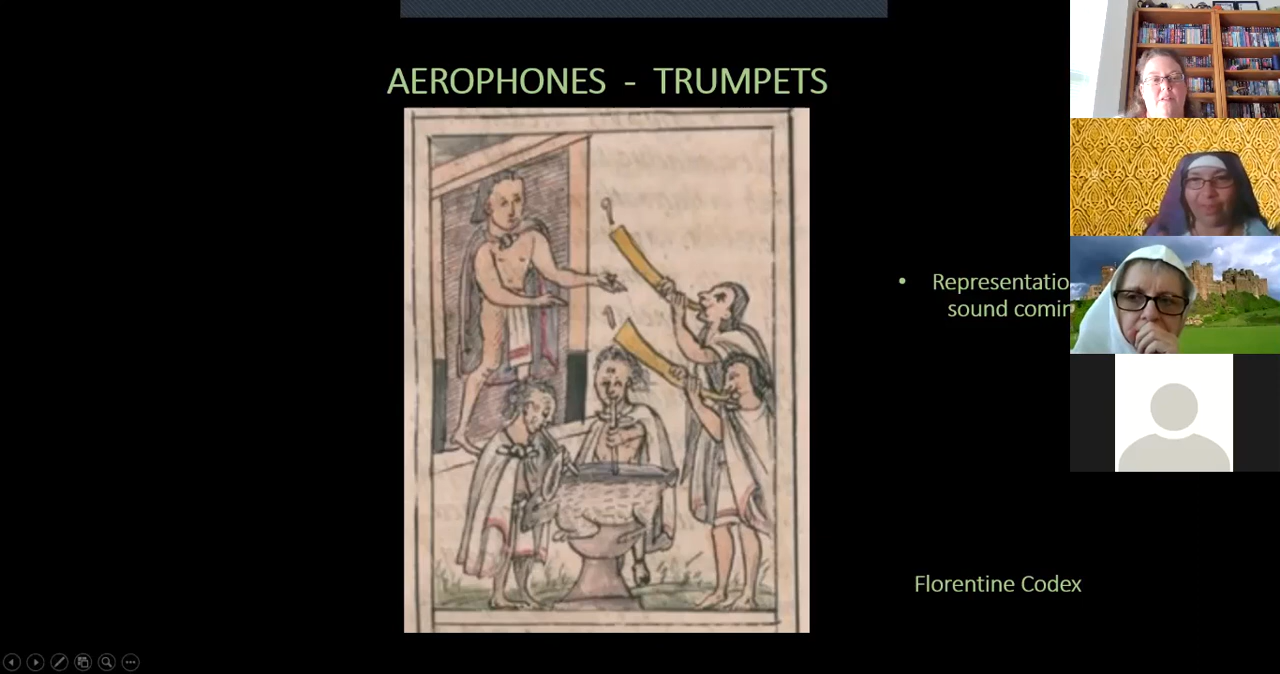 AEROPHONES - TRUMPETS
• Representatio
sound comin
Florentine Codex